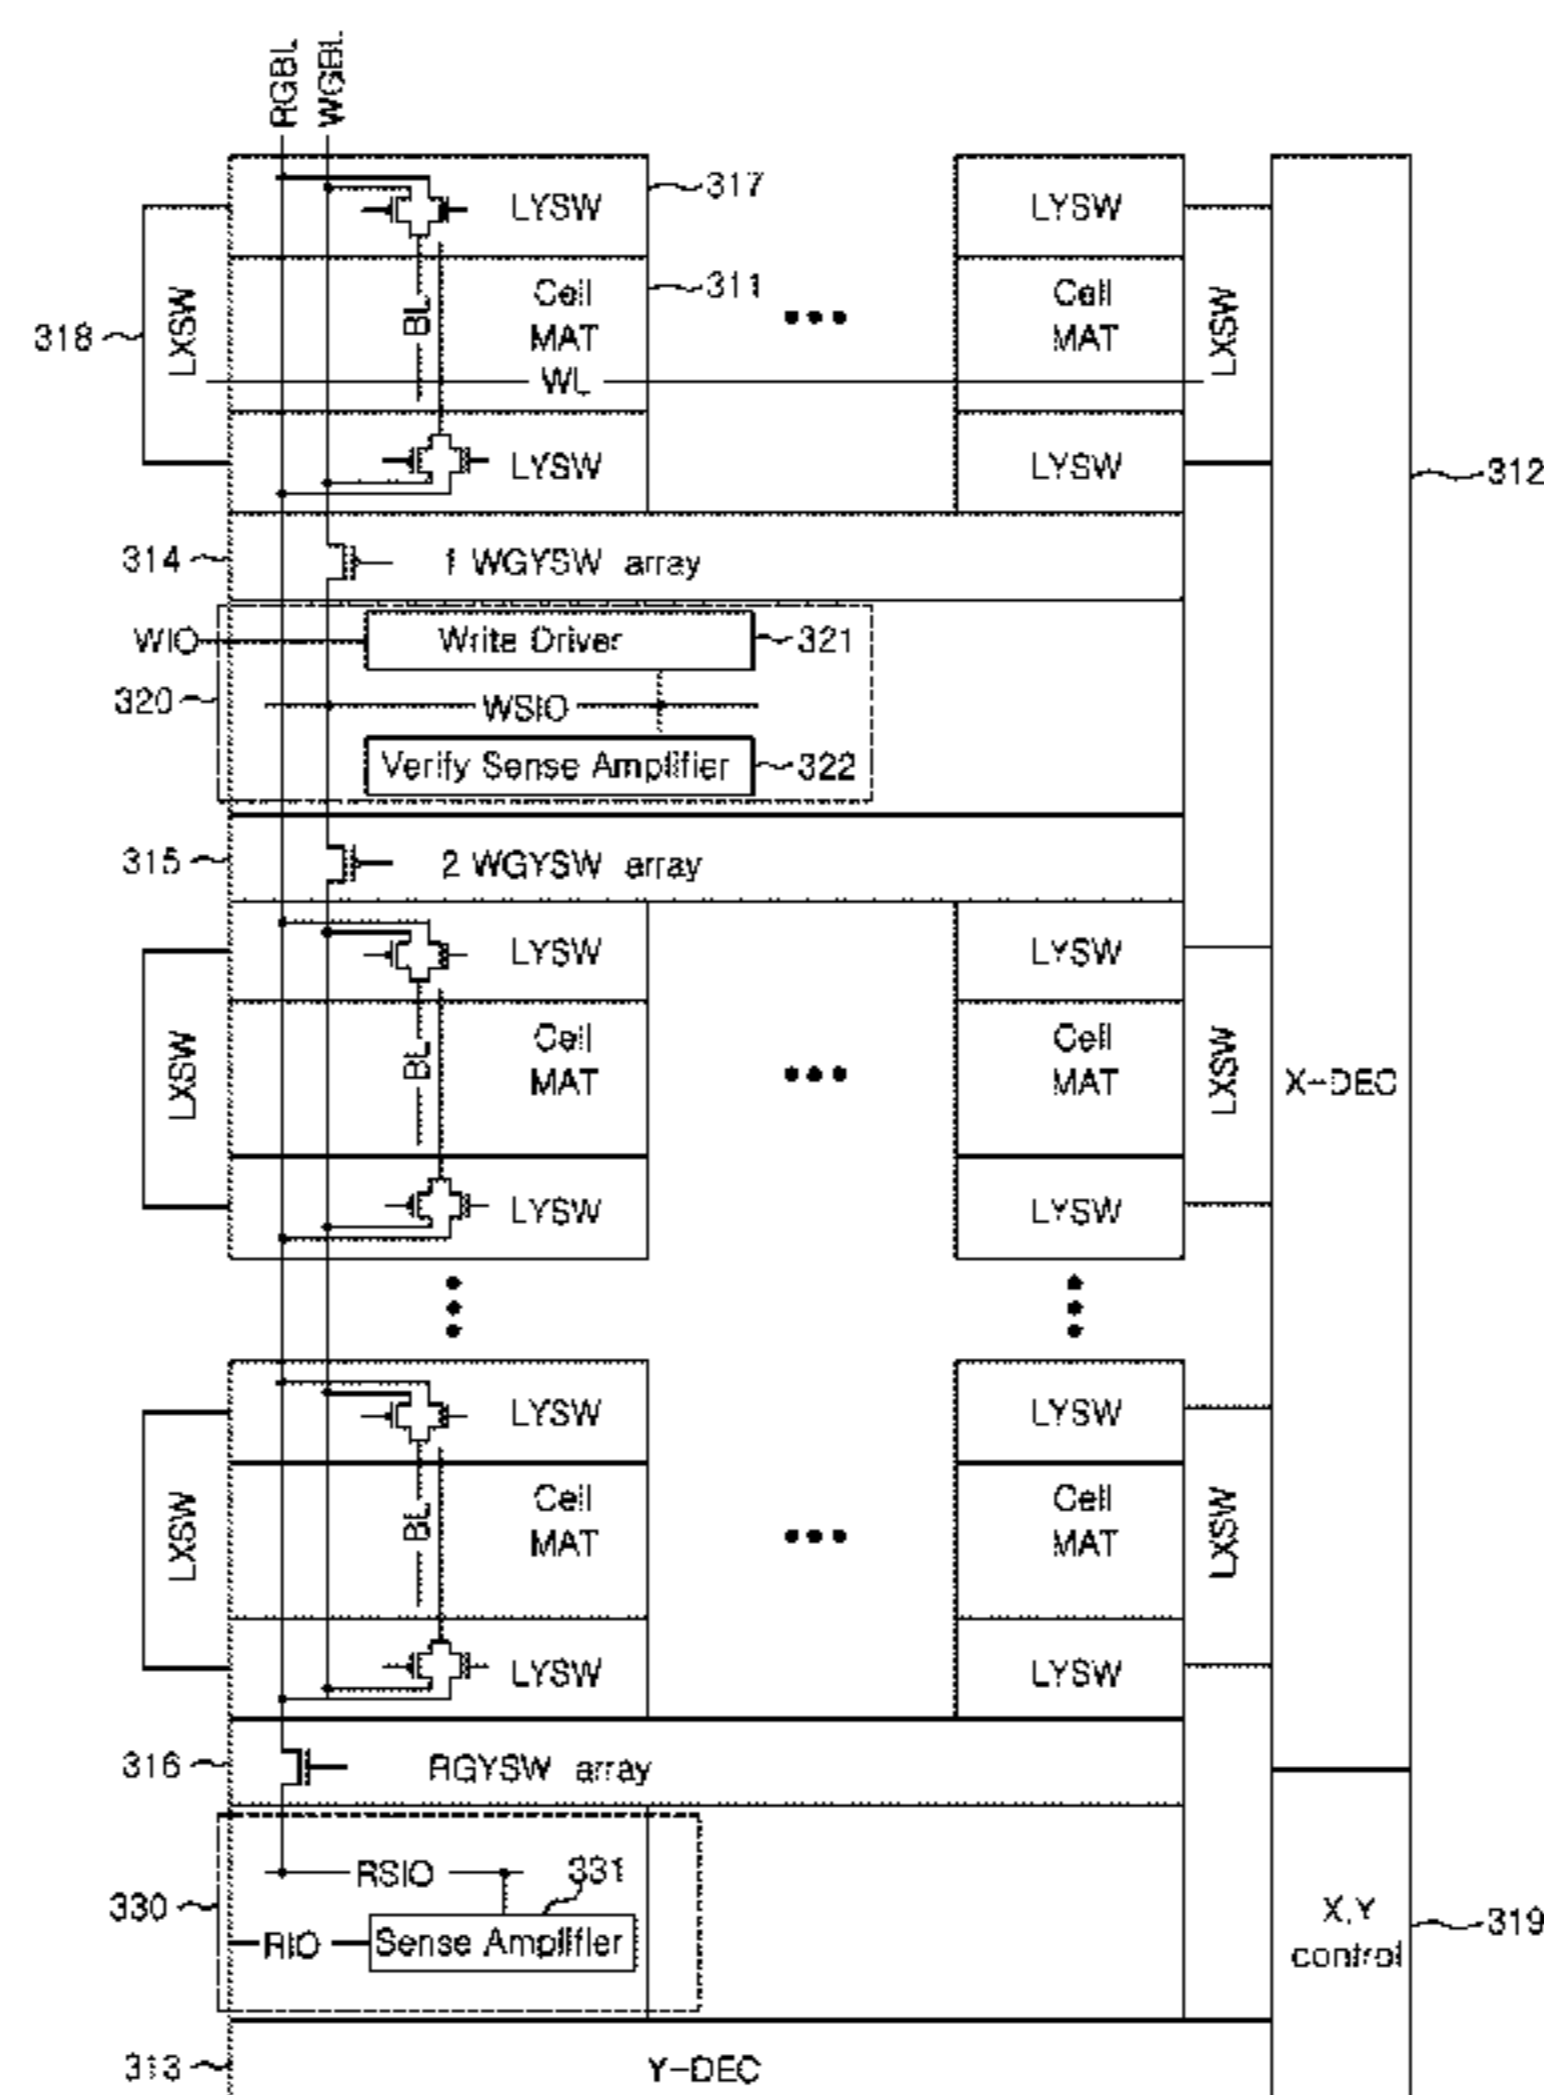 RGBL
WGBL
LYSW
317
LYSW
LXSW
318
BL
Cell
MAT
311
Cell
MAT
LXSW
WL
LYSW
LYSW
312
314
1 WGYSW array
WIO
Write Driver
321
320
WSIO
Verify Sense Amplifier
322
315
2 WGYSW array
LYSW
LYSW
LXSW
BL
Cell
MAT
Cell
MAT
LXSW
X-DEC
LYSW
LYSW
LYSW
LYSW
LXSW
BL
Cell
MAT
Cell
MAT
LXSW
LYSW
LYSW
316
RGYSW array
RSIO
331
330
RIO
Sense Amplifier
X,Y
control
319
313
Y-DEC